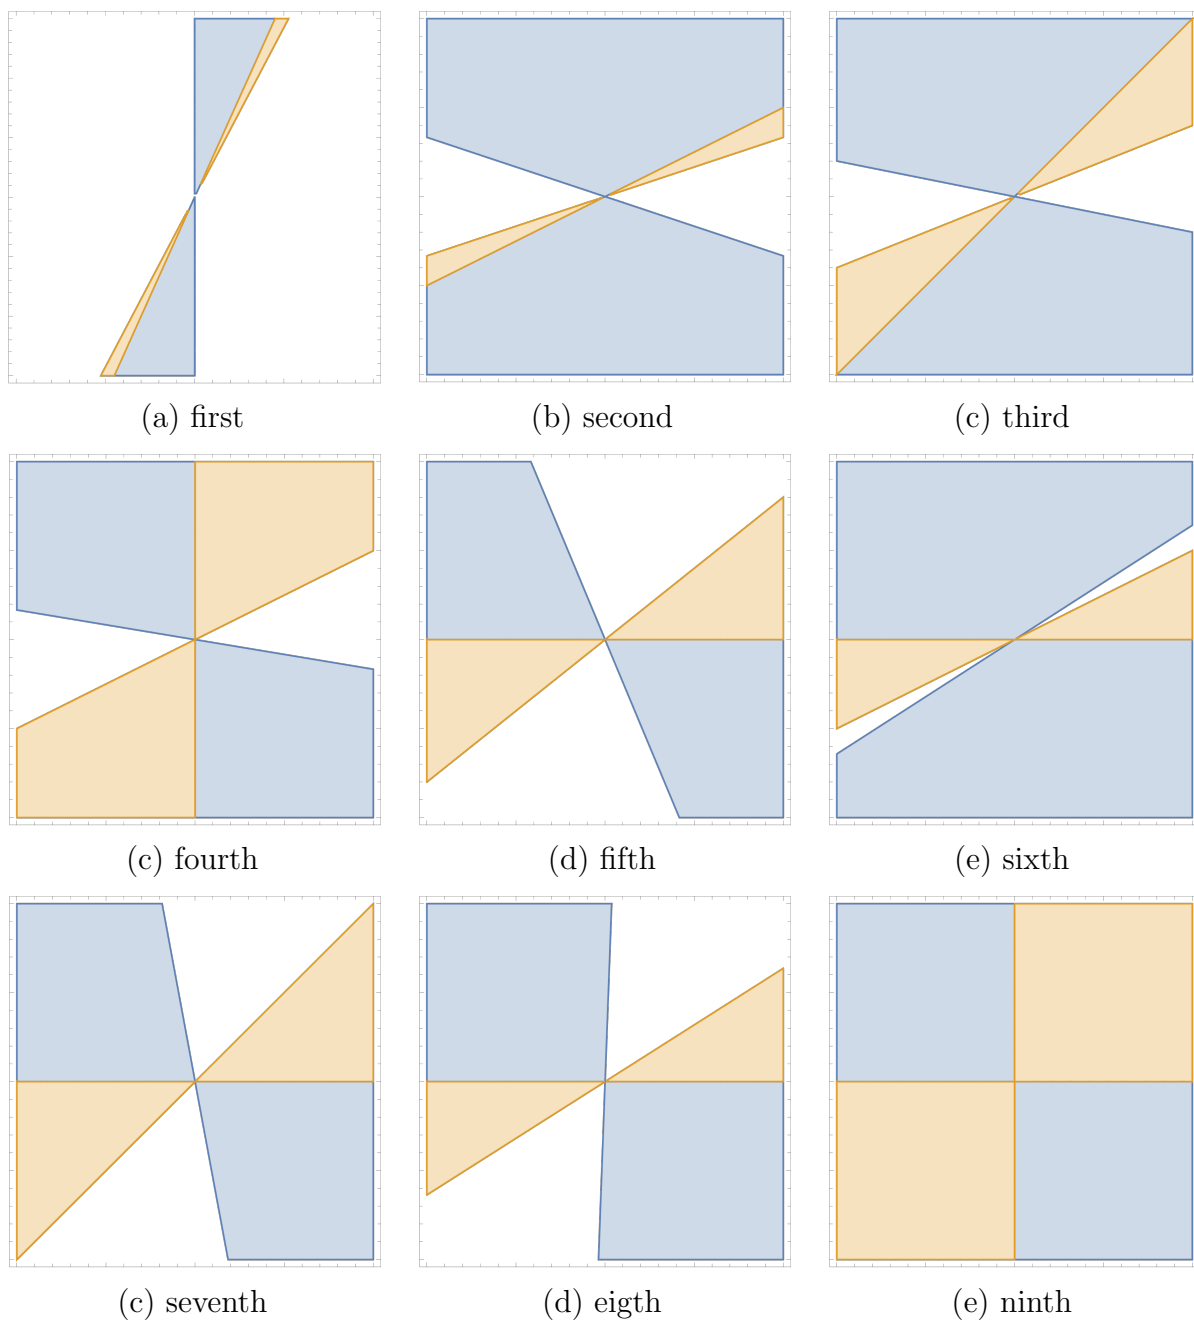 (a) first
(b) second
(c) third
(c) fourth
(d) fifth
(e) sixth
(c) seventh
(d) eigth
(e) ninth